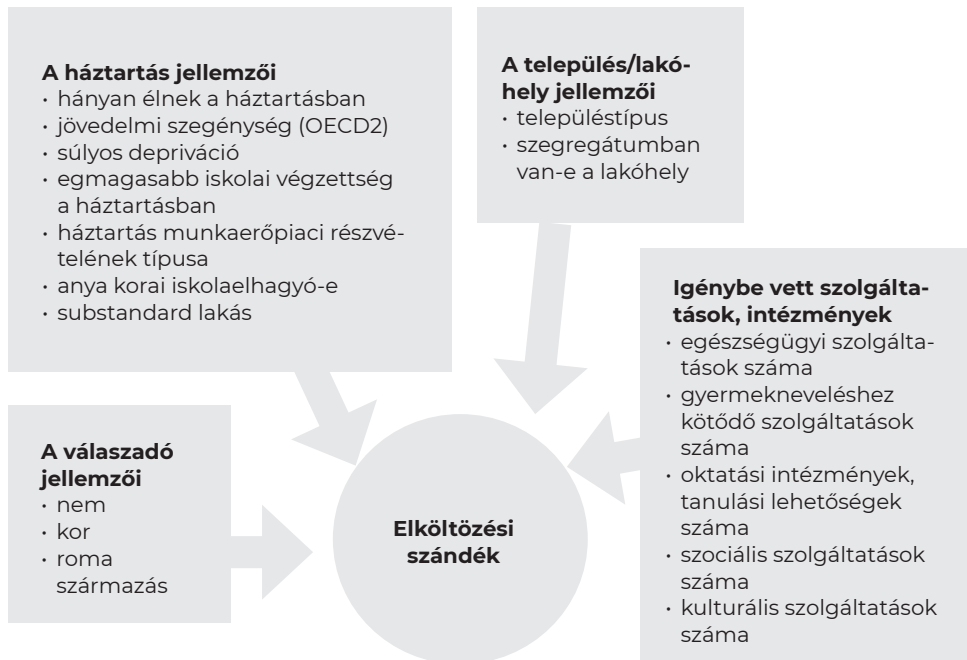 A háztartás jellemzői
• hányan élnek a háztartásban
• jövedelmi szegénység (OECD2)
• súlyos depriváció
• egmagasabb iskolai végzettség
a háztartásban
• háztartás munkaerőpiaci részvé-
telének típusa
• anya korai iskolaelhagyó-e
• substandard lakás
A település/lakó-
hely jellemzői
• településtípus
• szegregátumban
van-e a lakóhely
Igénybe vett szolgálta-
tások, intézmények
• egészségügyi szolgálta-
tások száma
• gyermekneveléshez
kötődő szolgáltatások
száma
• oktatási intézmények,
tanulási lehetőségek
száma
• szociális szolgáltatások
száma
• kulturális szolgáltatások
száma
A válaszadó
jellemzői
• nem
• kor
• roma
származás
Elköltözési
szándék